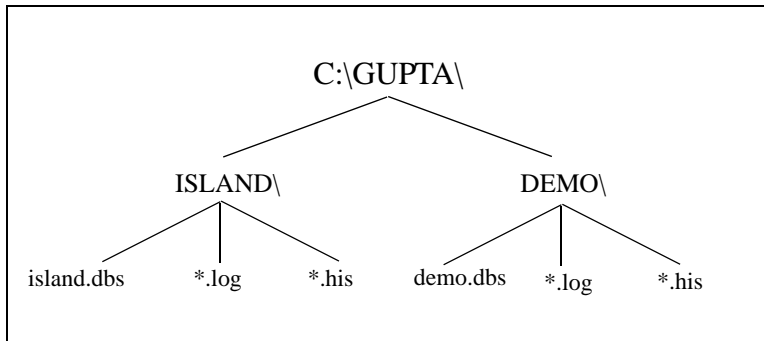 C:\GUPTA\
ISLAND\ DEMO\
island.dbs *.log *.his demo.dbs *.log *.his